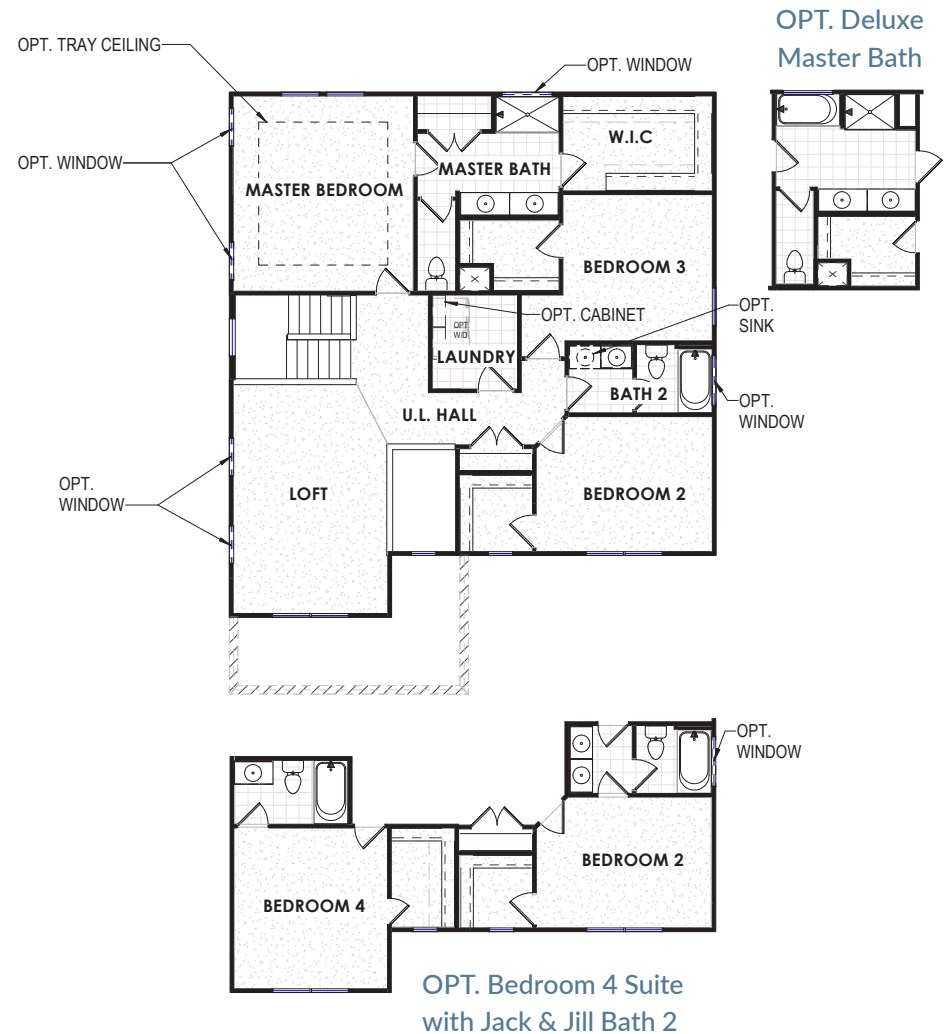 OPT. Deluxe
Master Bath
OPT. TRAY CEILING
OPT. WINDOW
OPT. WINDOW
W.I.C
MASTER BATH
MASTER BEDROOM
BEDROOM 3
OPT. CABINET
OPT.
SINK
OPT
W/D
LAUNDRY
BATH 2
OPT.
WINDOW
U.L. HALL
OPT.
WINDOW
LOFT
BEDROOM 2
OPT.
WINDOW
BEDROOM 2
BEDROOM 4
OPT. Bedroom 4 Suite
with Jack & Jill Bath 2